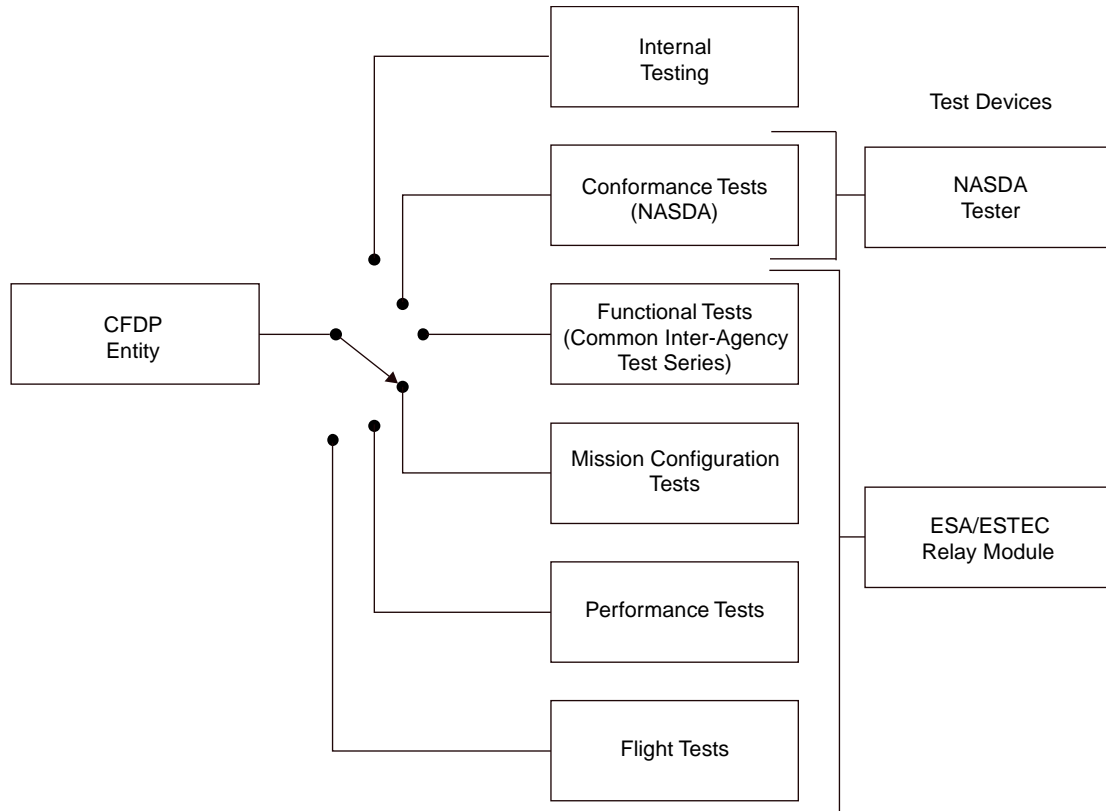 Internal
Testing
Test Devices
Conformance Tests
(NASDA)
NASDA
Tester
CFDP
Entity
Functional Tests
(Common Inter-Agency
Test Series)
Mission Configuration
Tests
ESA/ESTEC
Relay Module
Performance Tests
Flight Tests